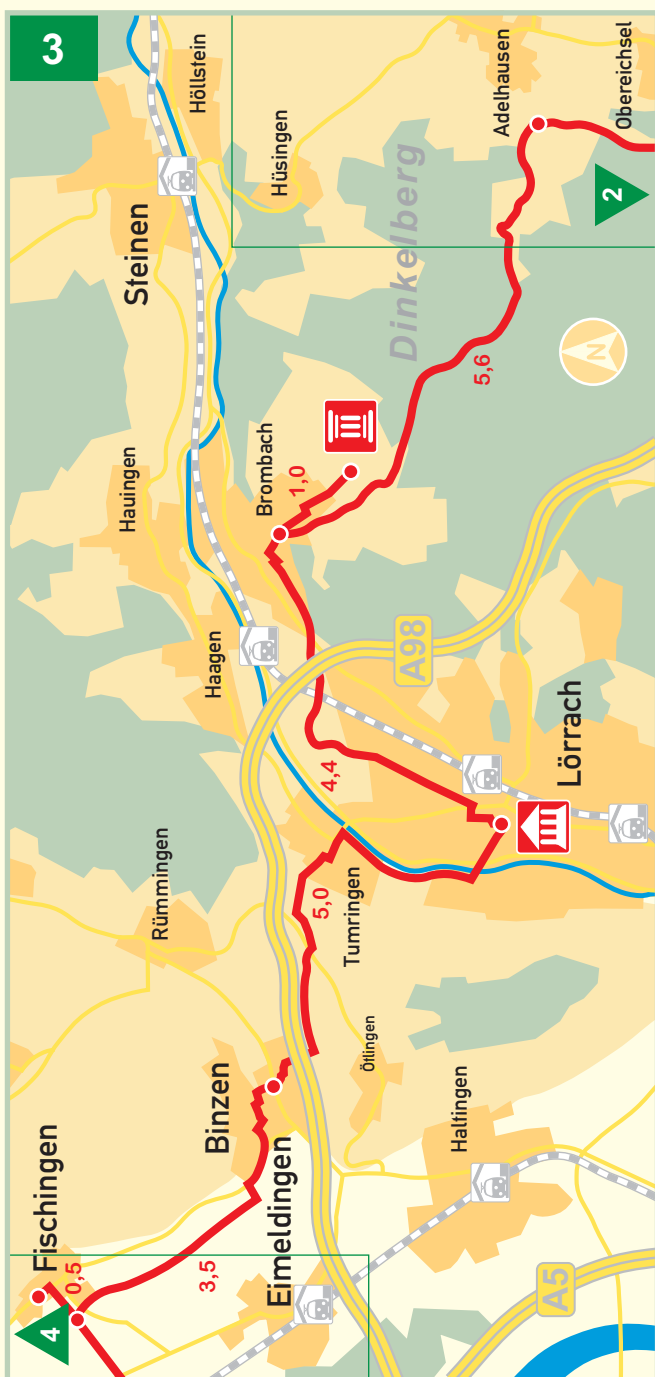 3
Höllstein
Steinen
Hüsingen
Adelhausen
Obereichsel
2
Dinkelberg
Hauingen
Brombach
1,0
5,6
N
Haagen
A98
4,4
Lörrach
Rümmingen
5,0
Tumringen
Ötlingen
Binzen
Haltingen
Fischingen
Eimeldingen
0,5
3,5
4
A5